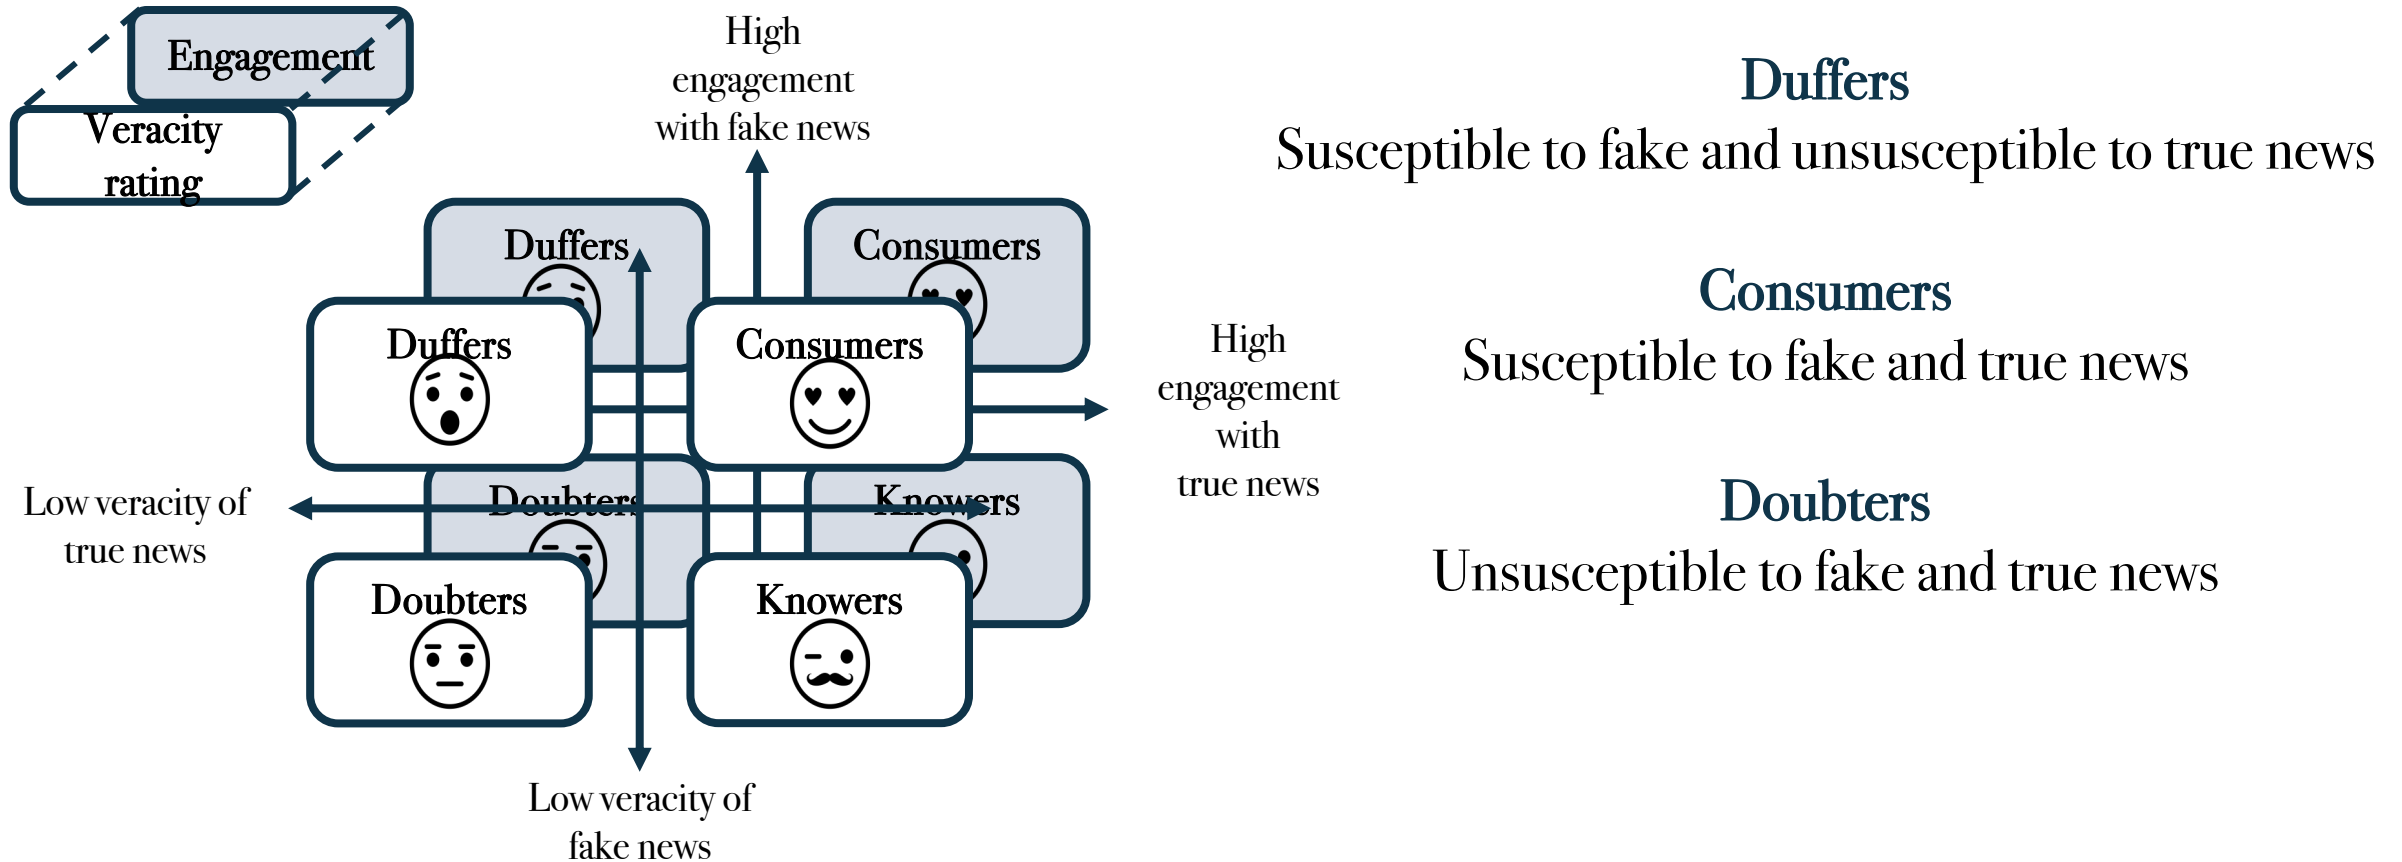 Engagement
Veracity
rating
High
engagement
with fake news
Duffers
Consumers
Duffers
Consumers
High
engagement
with
true news
Low veracity of
true news
Doubters
Knowers
Doubters
Knowers
Low veracity of
fake news
Duffers
Susceptible to fake and unsusceptible to true news
Consumers
Susceptible to fake and true news
Doubters
Unsusceptible to fake and true news